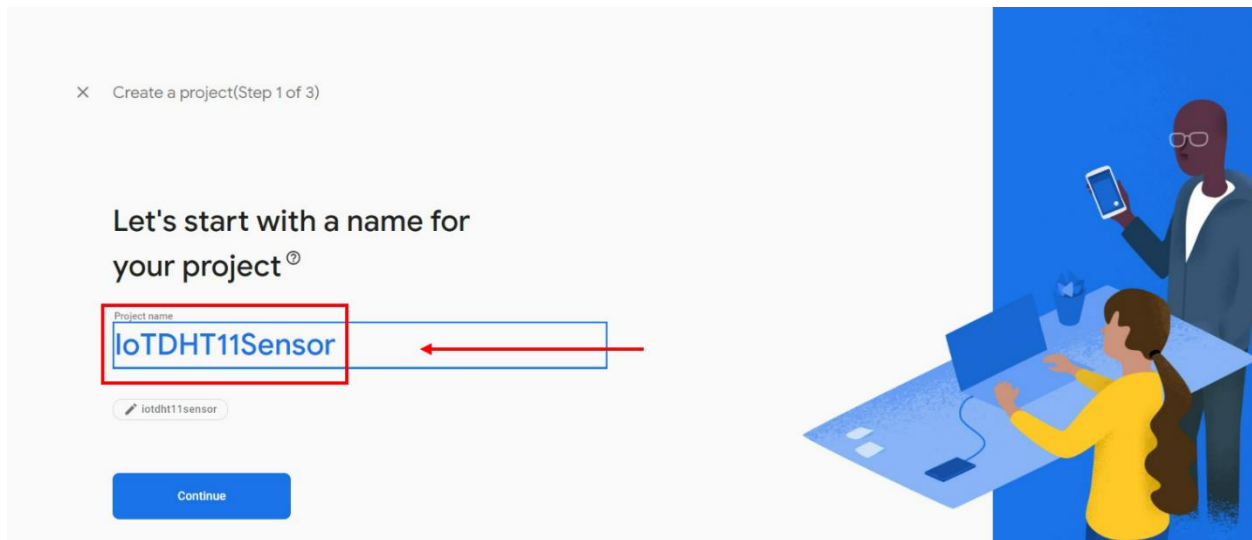 × Create a project(Step 1 of 3)
Let's start with a name for
your project
Project name
IoTDHT11Sensor
iotdht11sensor
Continue